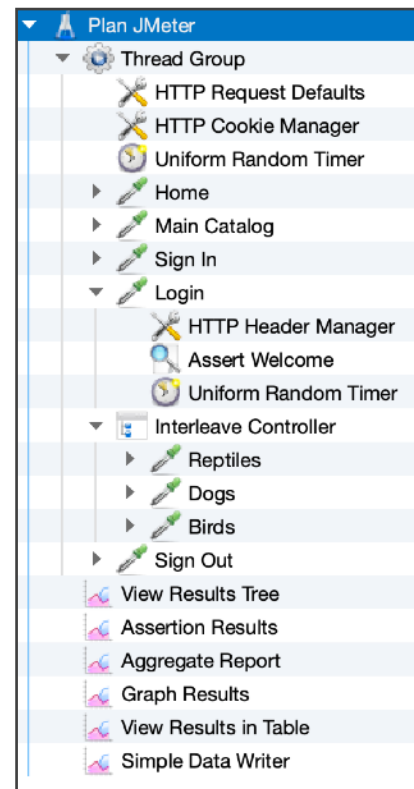 Plan JMeter
Thread Group
HTTP Request Defaults
HTTP Cookie Manager
Uniform Random Timer
Home
Main Catalog
Sign In
Login
HTTP Header Manager
Assert Welcome
Uniform Random Timer
Interleave Controller
Reptiles
Dogs
Birds
Sign Out
View Results Tree
Assertion Results
Aggregate Report
Graph Results
View Results in Table
Simple Data Writer